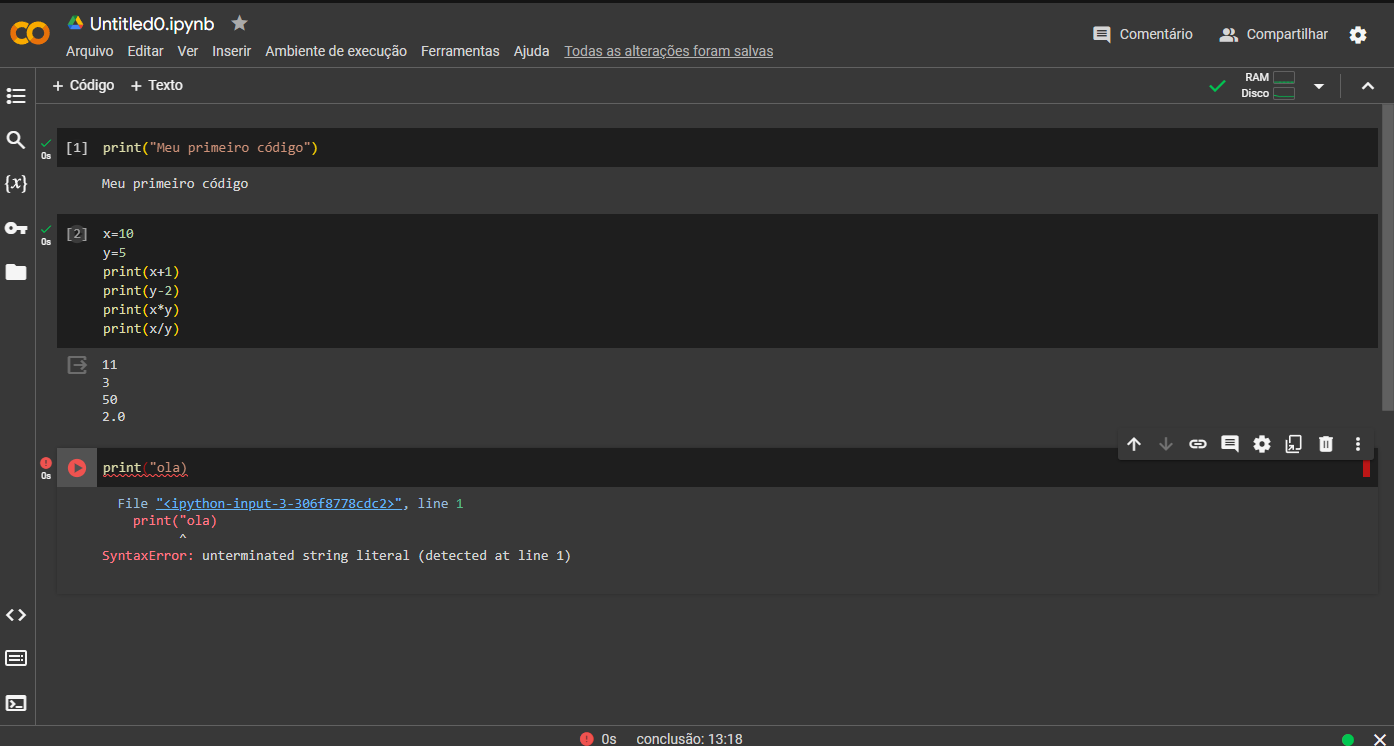 Untitled0.ipynb
Arquivo Editar Ver Inserir Ambiente de execução Ferramentas Ajuda Todas as alterações foram salvas
Comentário Compartilhar
+ Código + Texto
RAM
Disco
{x}
0s
[1] print("Meu primeiro código")
Meu primeiro código
0s
[2] x=10
y=5
print(x+1)
print(y-2)
print(x*y)
print(x/y)
11
3
50
2.0
0s
print("ola)
File "<ipython-input-3-306f8778cdc2>", line 1
print("ola)
^
SyntaxError: unterminated string literal (detected at line 1)
0s conclusão: 13:18